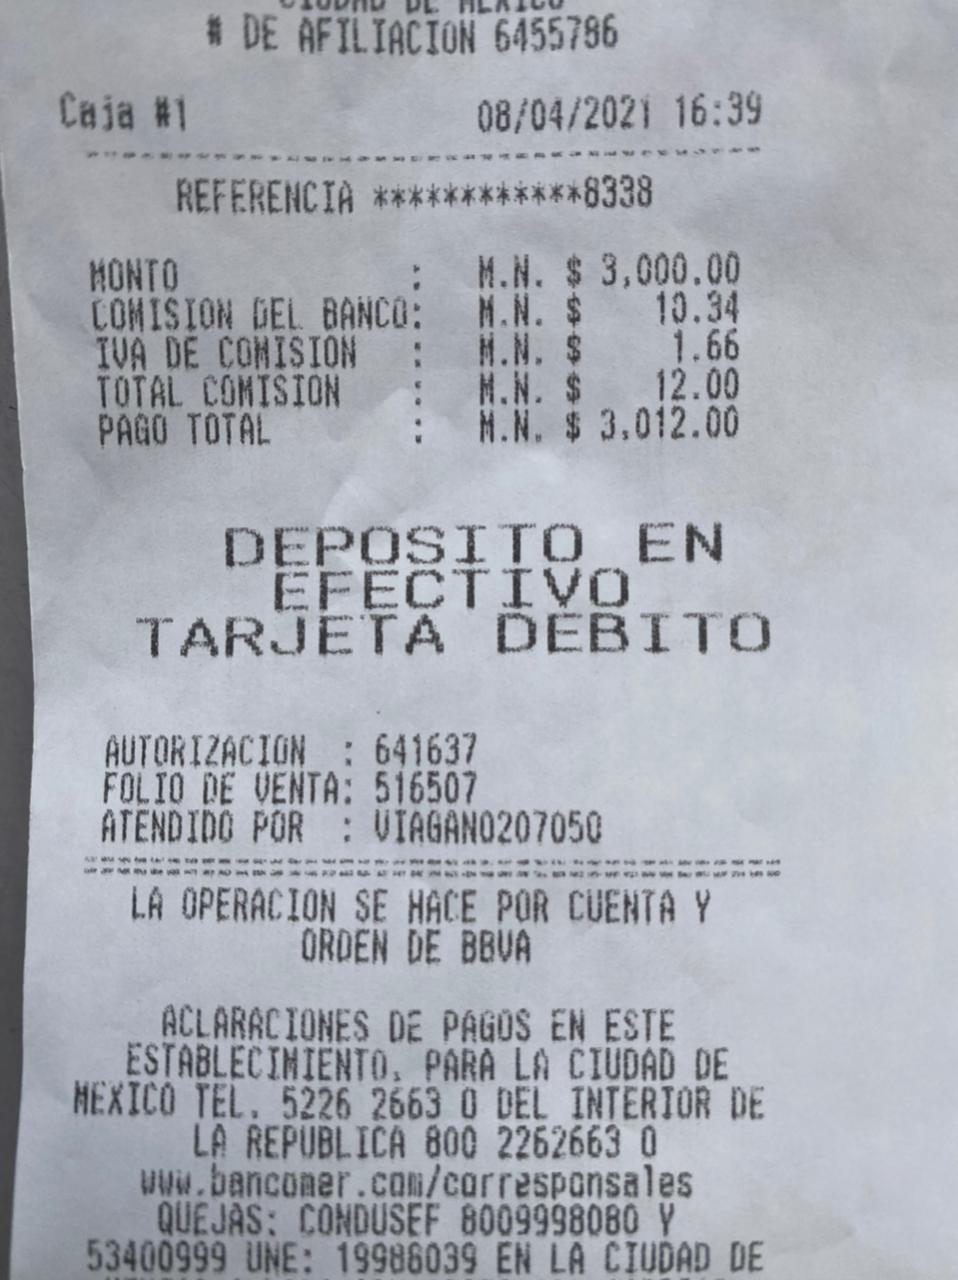 CIUDAD DE MEXICO
# DE AFILIACION 6455786
Caja #1 08/04/2021 16:39
REFERENCIA ************8338
MONTO : M.N. $ 3,000.00
COMISION DEL BANCO: M.N. $ 10.34
IVA DE COMISION : M.N. $ 1.66
TOTAL COMISION : M.N. $ 12.00
PAGO TOTAL : M.N. $ 3,012.00
DEPOSITO EN
EFECTIVO
TARJETA DEBITO
AUTORIZACION : 641637
FOLIO DE VENTA: 516507
ATENDIDO POR : VIAGAN0207050
LA OPERACION SE HACE POR CUENTA Y
ORDEN DE BBVA
ACLARACIONES DE PAGOS EN ESTE
ESTABLECIMIENTO, PARA LA CIUDAD DE
MEXICO TEL. 5226 2663 O DEL INTERIOR DE
LA REPUBLICA 800 2262663 O
www.bancomer.com/corresponsales
QUEJAS: CONDUSEF 8009998080 Y
53400999 UNE: 19986039 EN LA CIUDAD DE